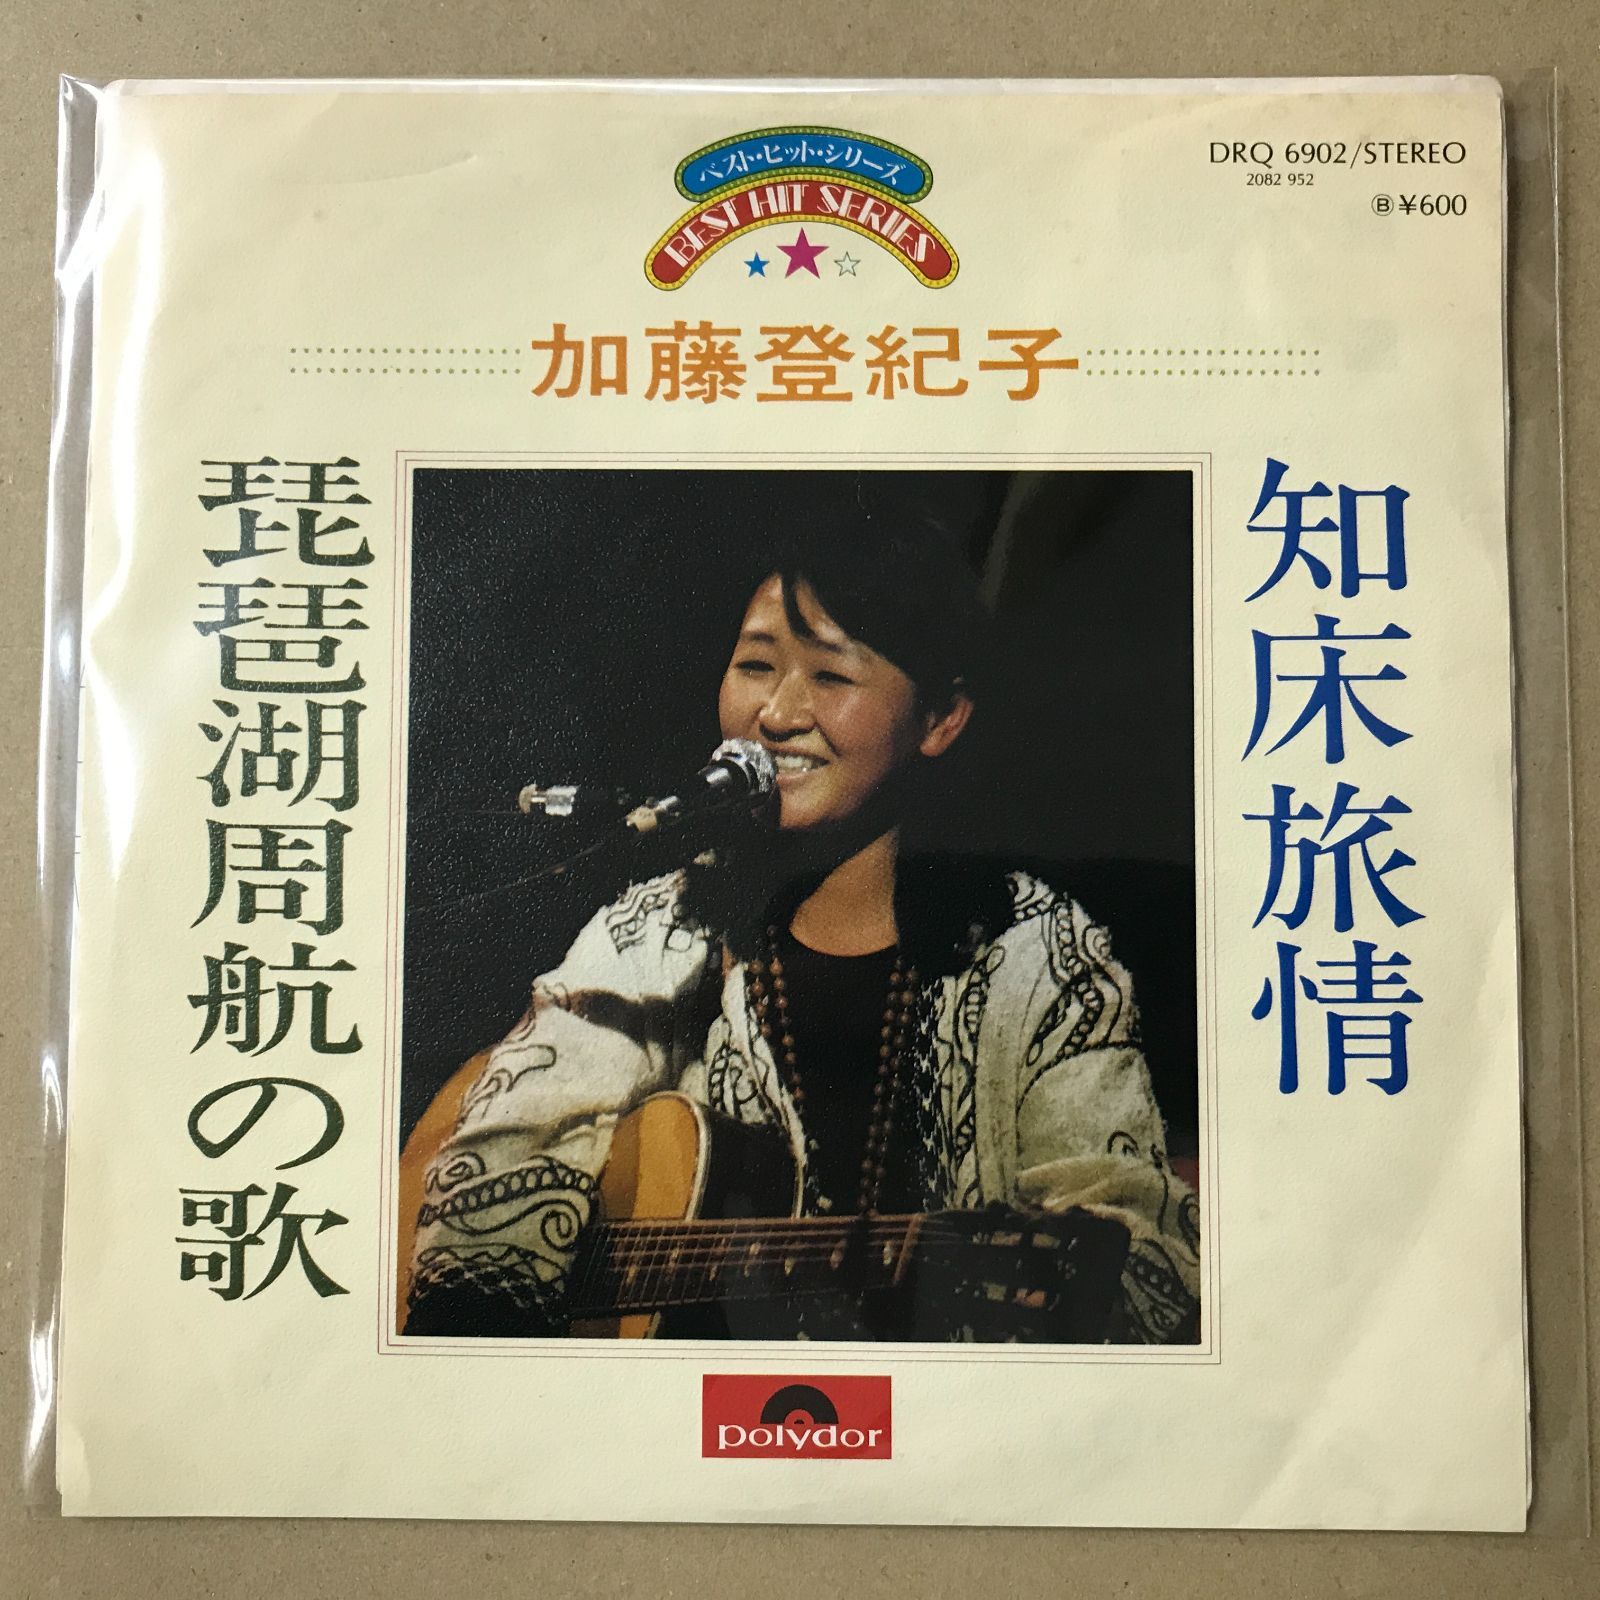 ベスト・ヒット・シリーズ
BEST HIT SERIES
DRQ 6902/STEREO
2082 952
Ⓑ¥600
加藤登紀子
知床旅情
琵琶湖周航の歌
polydor